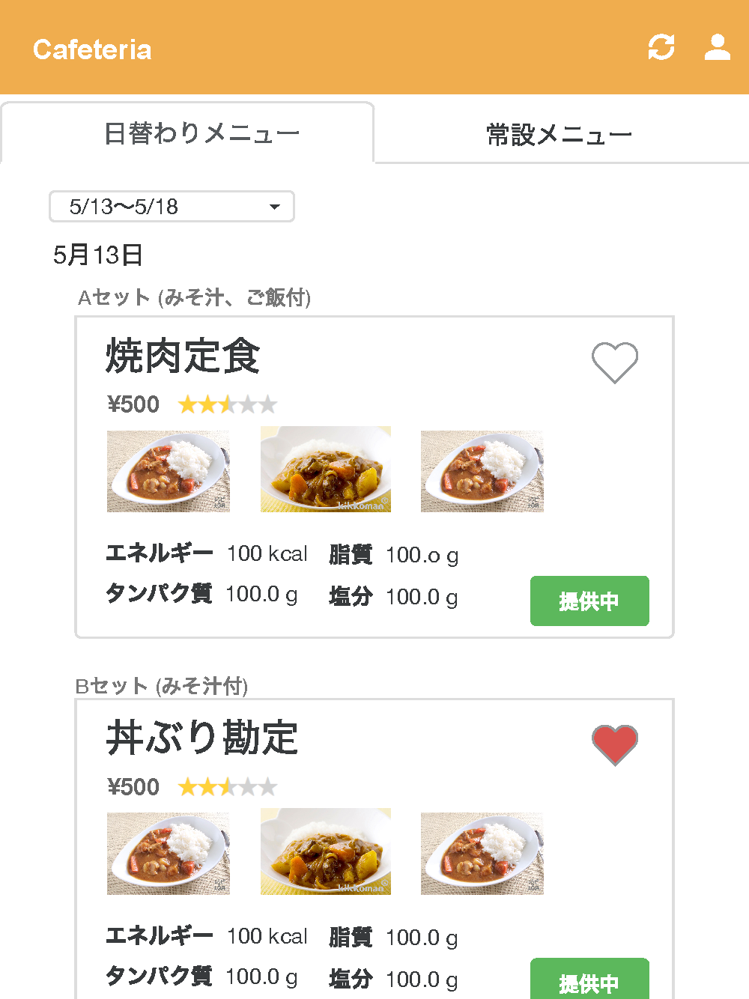 Cafeteria
日替わりメニュー
常設メニュー
5/13〜5/18
5月13日
Aセット (みそ汁、ご飯付)
焼肉定食
¥500
kikkoman
エネルギー 100 kcal 脂質 100.o g
タンパク質 100.0 g 塩分 100.0 g
提供中
Bセット (みそ汁付)
丼ぶり勘定
¥500
kikkoman
エネルギー 100 kcal 脂質 100.0 g
タンパク質 100.0 g 塩分 100.0 g
提供中